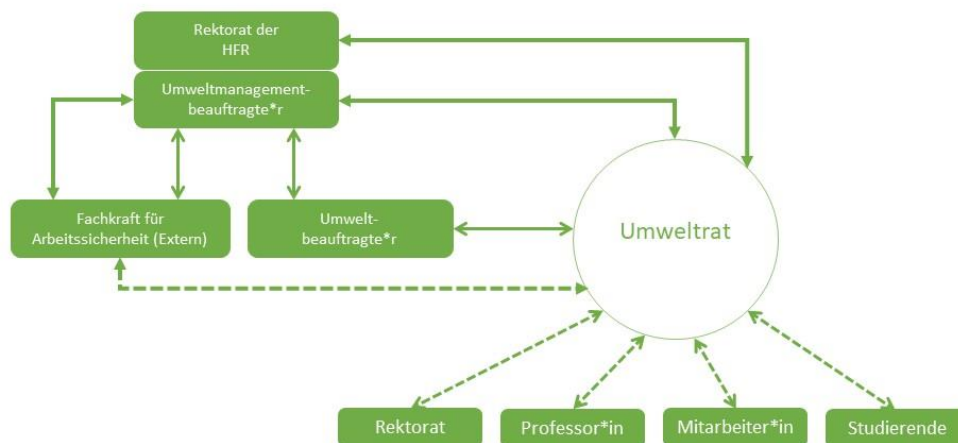 Rektorat der
HFR
Umweltmanagement-
beauftragte*r
Fachkraft für
Arbeitssicherheit (Extern)
Umwelt-
beauftragte*r
Umweltrat
Rektorat
Professor*in
Mitarbeiter*in
Studierende